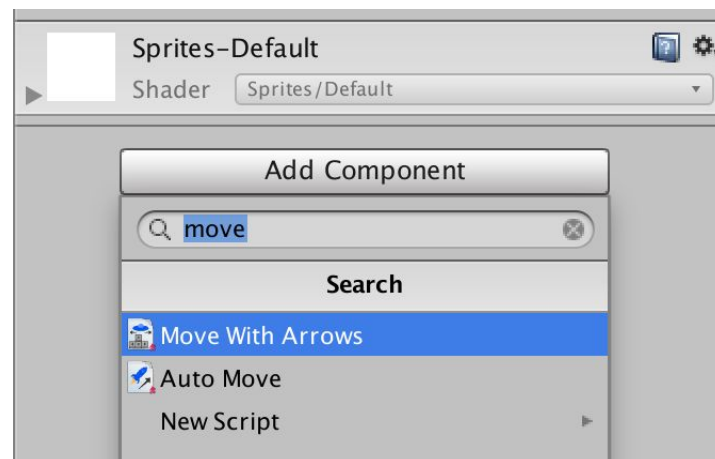 Sprites-Default
Shader Sprites/Default
Add Component
move
Search
Move With Arrows
Auto Move
New Script